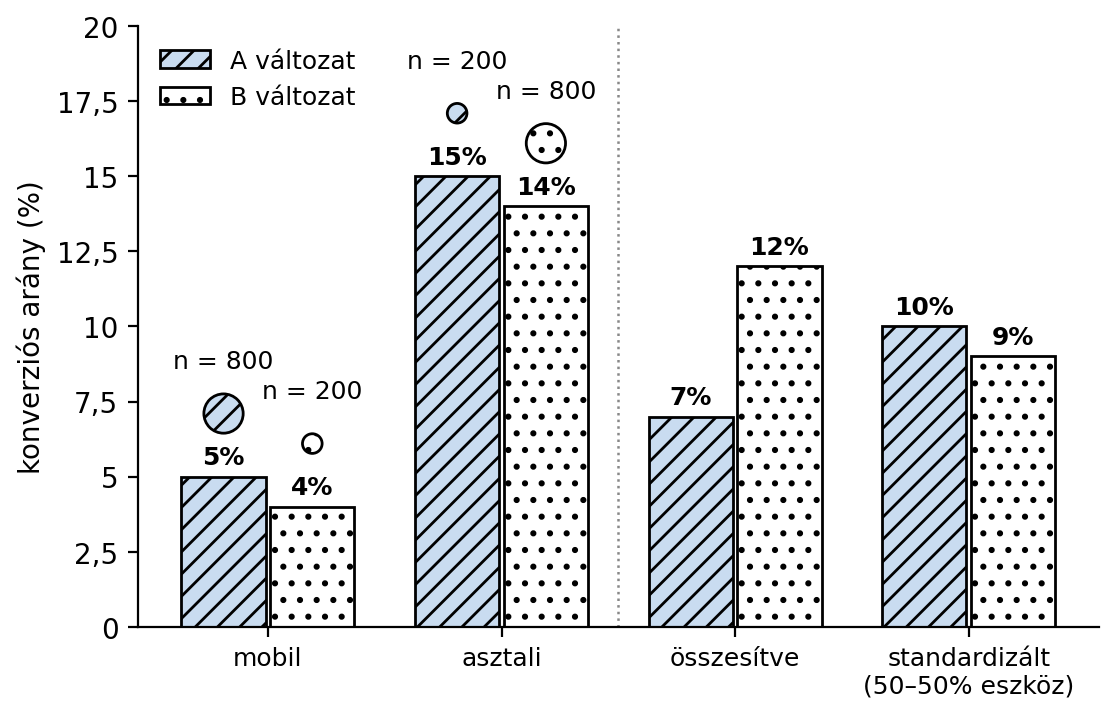 konverziós arány (%)
20
17,5
15
12,5
10
7,5
5
2,5
0
A változat
B változat
n = 800
5%
n = 200
4%
n = 200
15%
n = 800
14%
7%
12%
10%
9%
mobil
asztali
összesítve
standardizált
(50–50% eszköz)